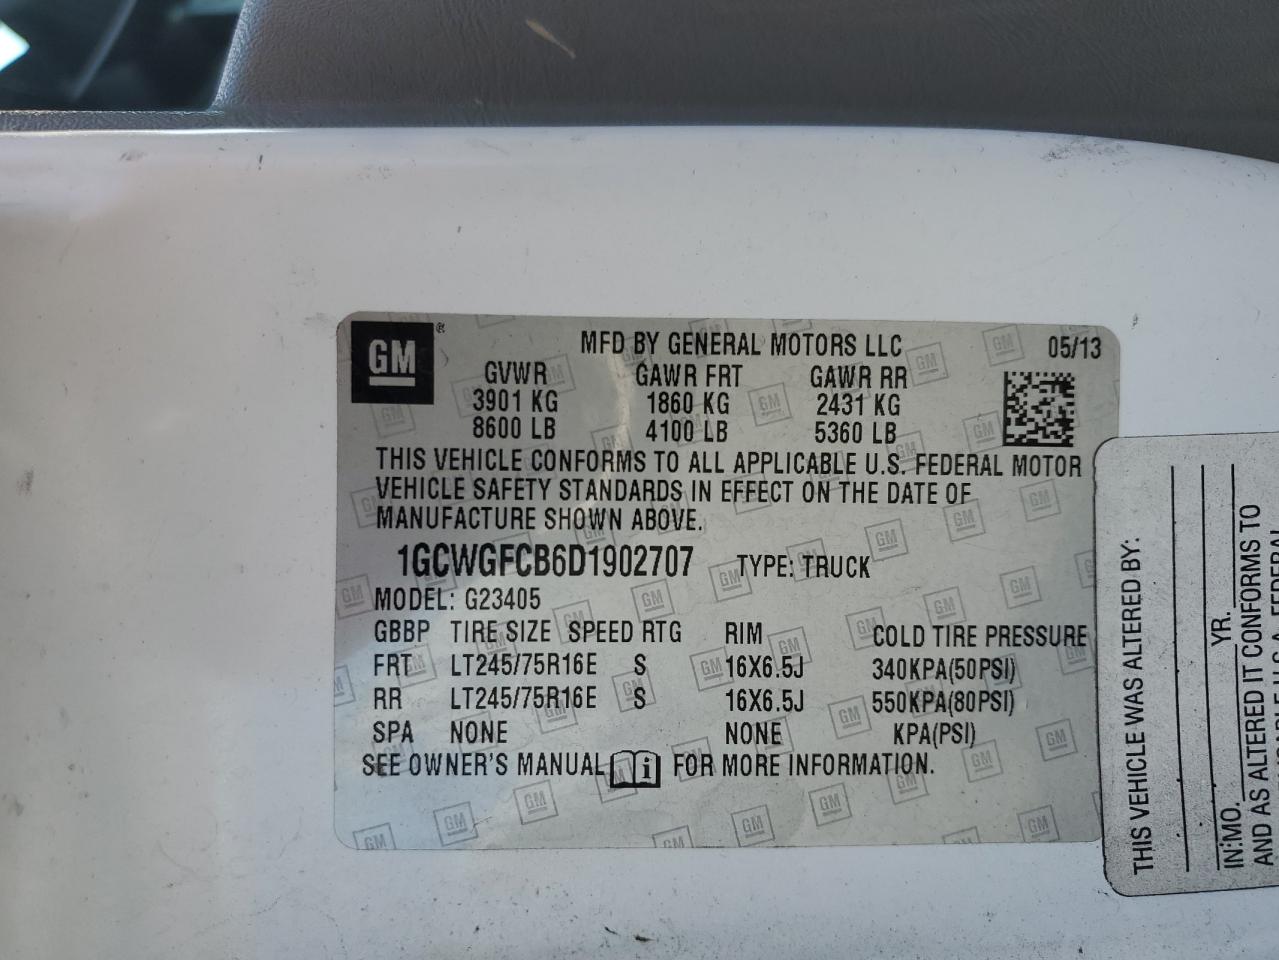 GM ®
MFD BY GENERAL MOTORS LLC 05/13
GVWR GAWR FRT GAWR RR
3901 KG 1860 KG 2431 KG
8600 LB 4100 LB 5360 LB
THIS VEHICLE CONFORMS TO ALL APPLICABLE U.S. FEDERAL MOTOR
VEHICLE SAFETY STANDARDS IN EFFECT ON THE DATE OF
MANUFACTURE SHOWN ABOVE.
1GCWGFCB6D1902707 TYPE: TRUCK
MODEL: G23405
GBBP TIRE SIZE SPEED RTG RIM COLD TIRE PRESSURE
FRT LT245/75R16E S 16X6.5J 340KPA(50PSI)
RR LT245/75R16E S 16X6.5J 550KPA(80PSI)
SPA NONE NONE KPA(PSI)
SEE OWNER'S MANUAL i FOR MORE INFORMATION.
THIS VEHICLE WAS ALTERED BY:
IN:MO. YR.
AND AS ALTERED IT CONFORMS TO
U.S.A. FEDERAL